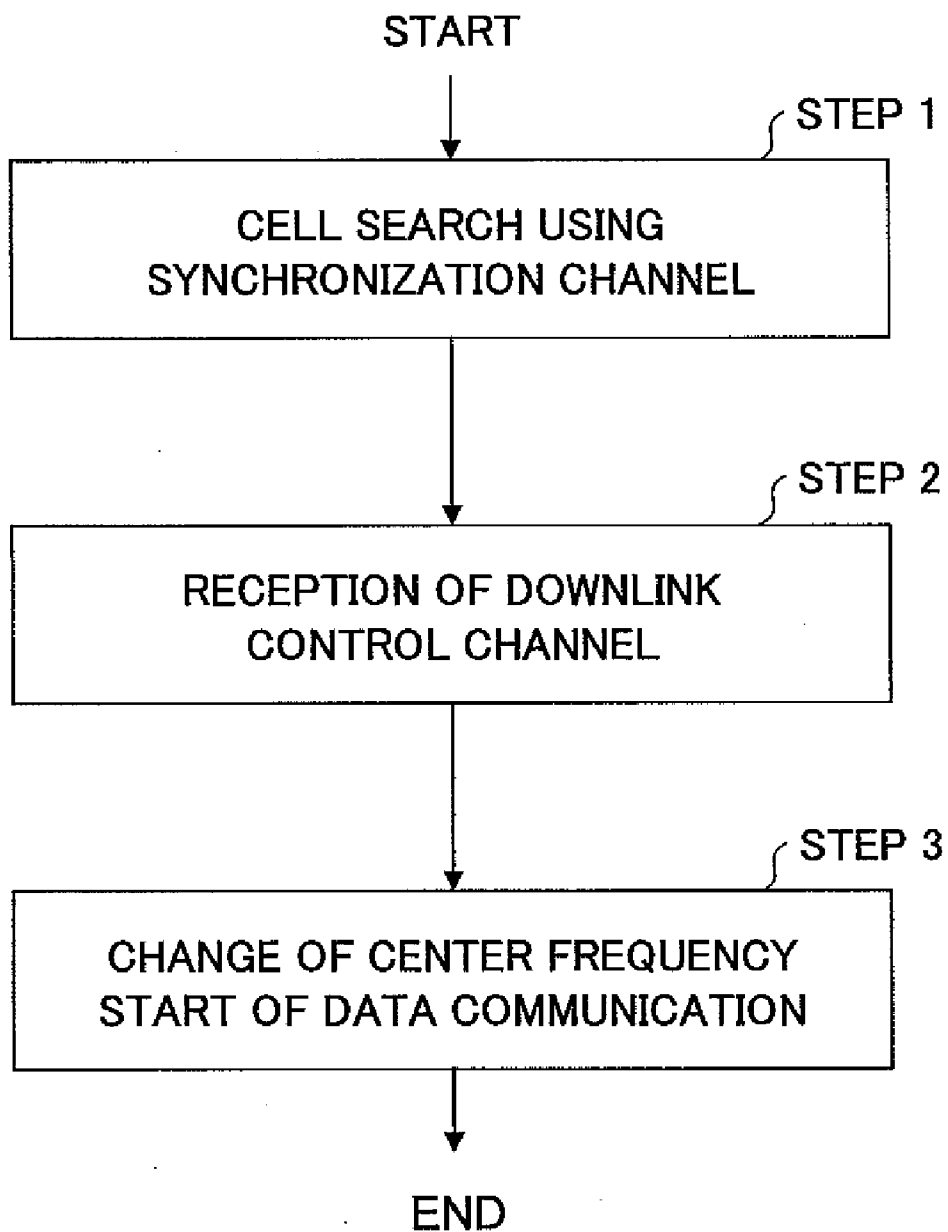 START
STEP 1
CELL SEARCH USING
SYNCHRONIZATION CHANNEL
STEP 2
RECEPTION OF DOWNLINK
CONTROL CHANNEL
STEP 3
CHANGE OF CENTER FREQUENCY
START OF DATA COMMUNICATION
END